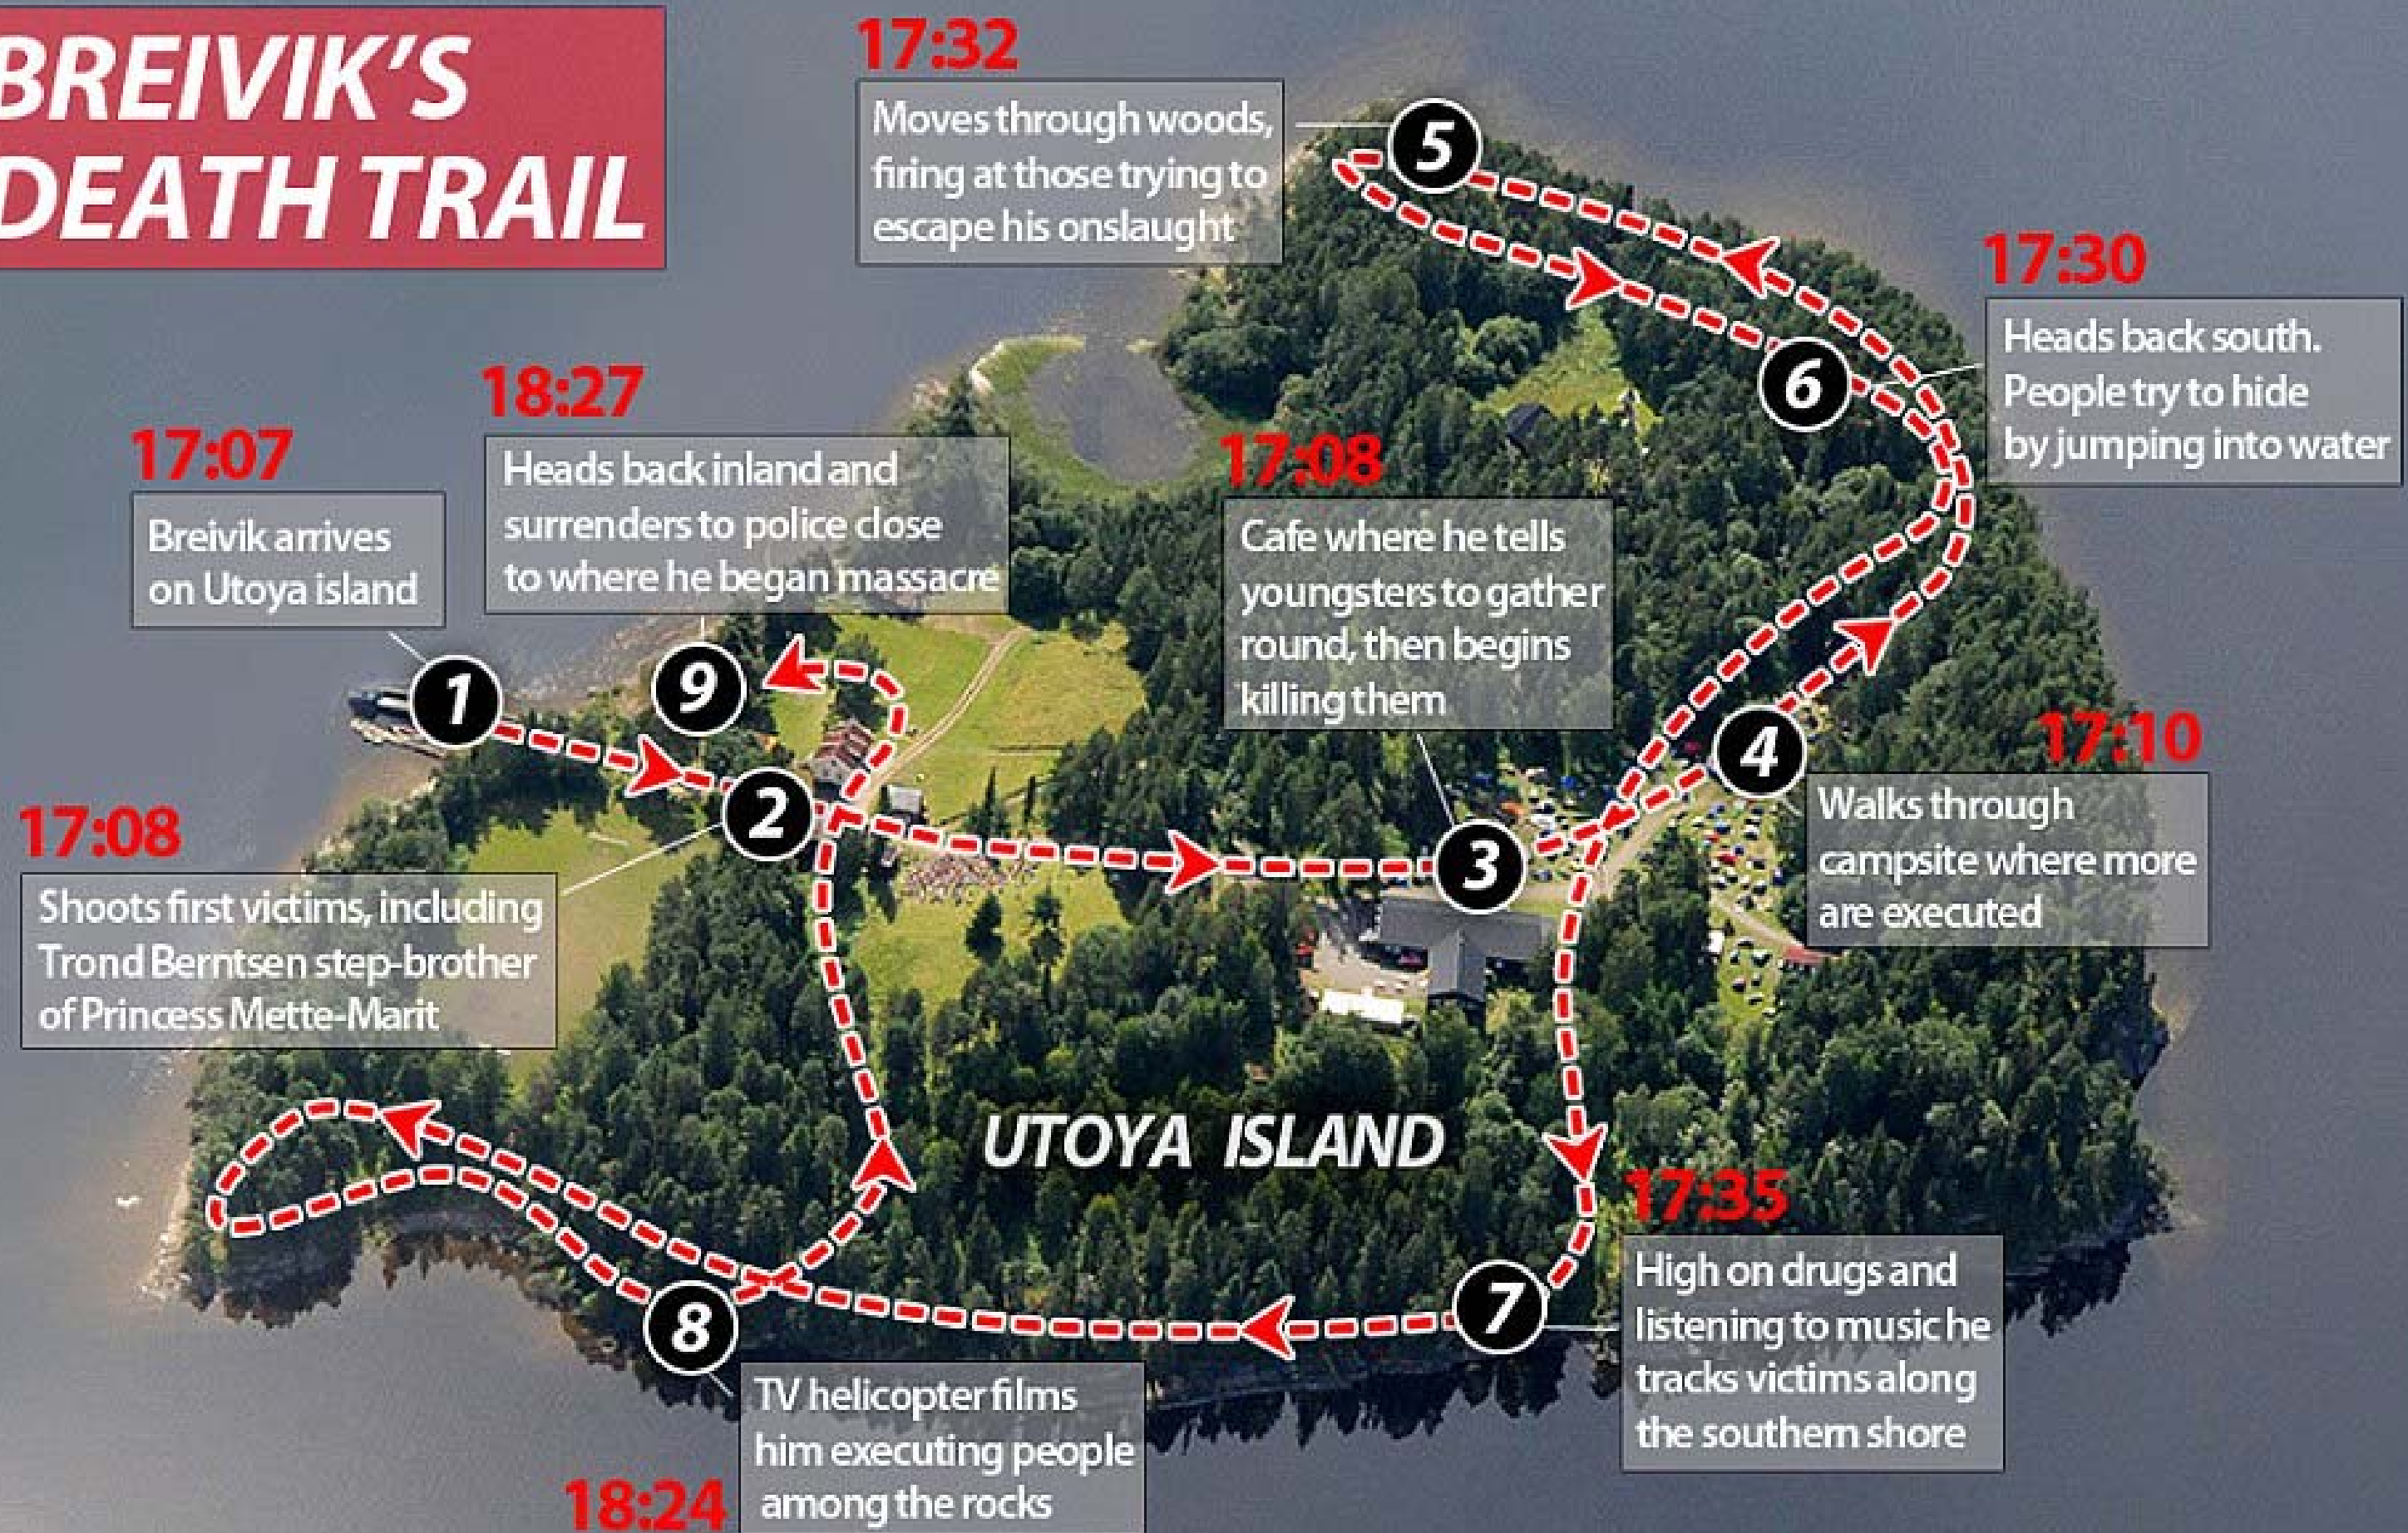 BREIVIK'S
DEATH TRAIL
17:32
Moves through woods,
firing at those trying to
escape his onslaught
5
17:30
Heads back south.
People try to hide
by jumping into water
6
18:27
Heads back inland and
surrenders to police close
to where he began massacre
9
17:07
Breivik arrives
on Utoya island
1
17:08
Cafe where he tells
youngsters to gather
round, then begins
killing them
3
17:10
Walks through
campsite where more
are executed
4
17:08
Shoots first victims, including
Trond Berntsen step-brother
of Princess Mette-Marit
2
UTOYA ISLAND
17:35
High on drugs and
listening to music he
tracks victims along
the southern shore
7
8
TV helicopter films
him executing people
among the rocks
18:24